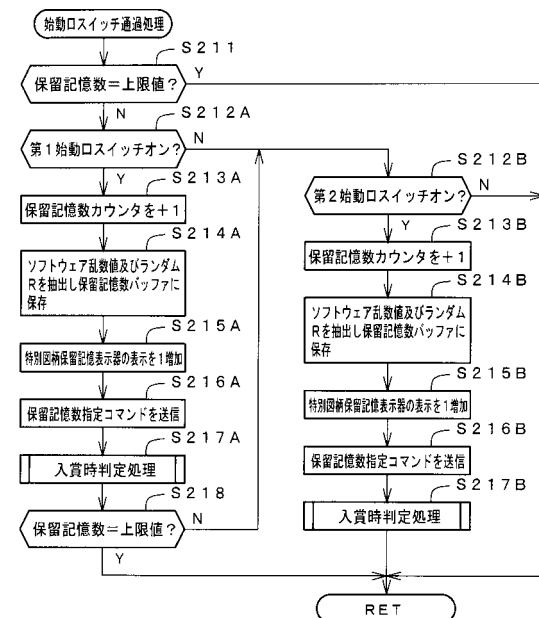 始動口スイッチ通過処理
S211
保留記憶数＝上限値？
Y
N
S212A
第1始動口スイッチオン？
N
Y
S213A
保留記憶数カウンタを＋1
S214A
ソフトウェア乱数値及びランダム
Rを抽出し保留記憶数バッファに
保存
S215A
特別図柄保留記憶表示器の表示を1増加
S216A
保留記憶数指定コマンドを送信
S217A
入賞時判定処理
S218
保留記憶数＝上限値？
N
Y
S212B
第2始動口スイッチオン？
N
Y
S213B
保留記憶数カウンタを＋1
S214B
ソフトウェア乱数値及びランダム
Rを抽出し保留記憶数バッファに
保存
S215B
特別図柄保留記憶表示器の表示を1増加
S216B
保留記憶数指定コマンドを送信
S217B
入賞時判定処理
RET